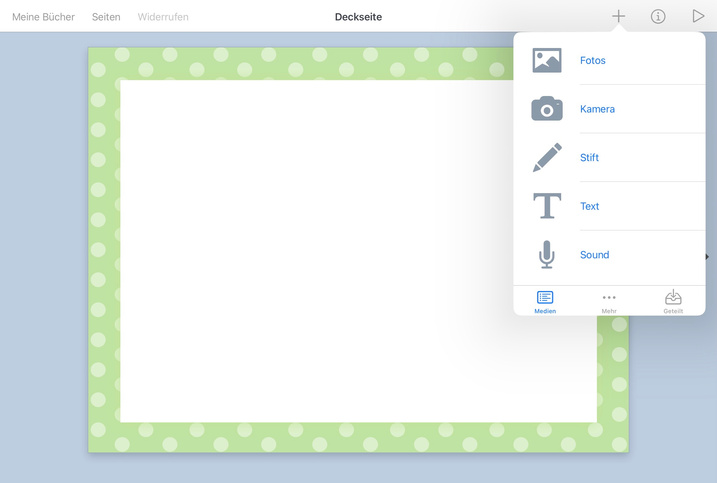 Meine Bücher Seiten Widerrufen Deckseite
Fotos
Kamera
Stift
Text
Sound
Medien Mehr Geteilt